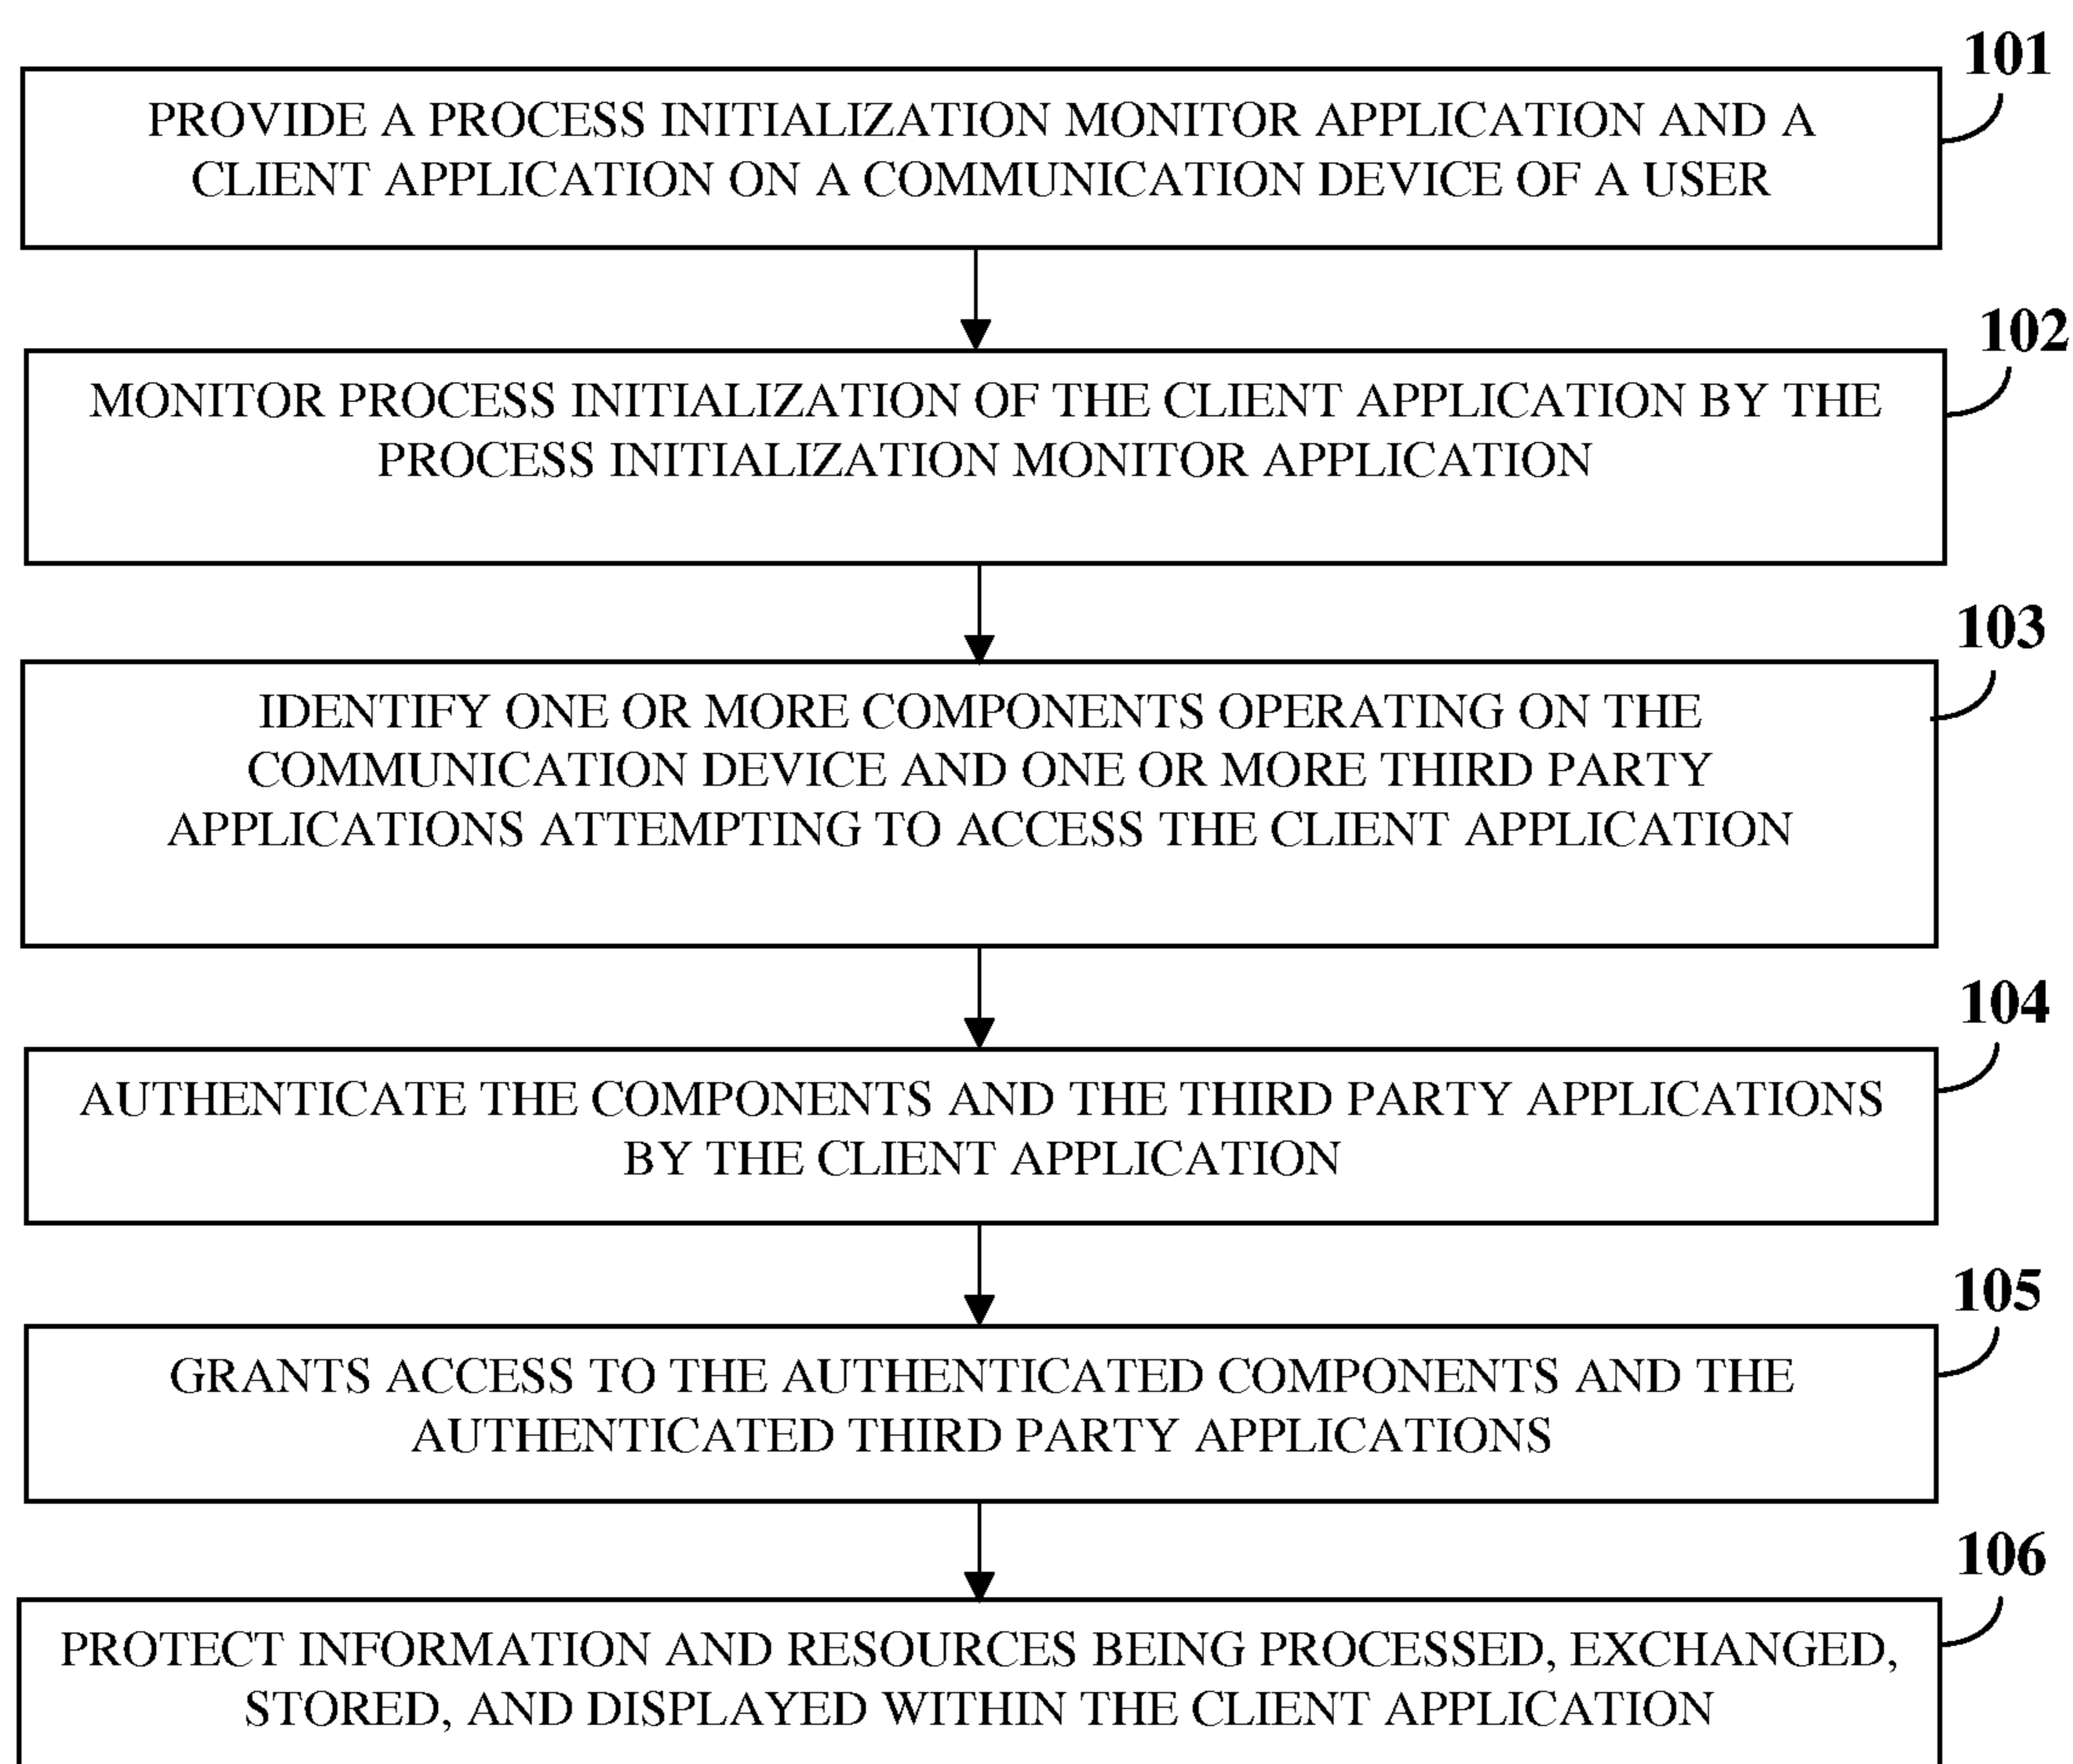 101
PROVIDE A PROCESS INITIALIZATION MONITOR APPLICATION AND A
CLIENT APPLICATION ON A COMMUNICATION DEVICE OF A USER
102
MONITOR PROCESS INITIALIZATION OF THE CLIENT APPLICATION BY THE
PROCESS INITIALIZATION MONITOR APPLICATION
103
IDENTIFY ONE OR MORE COMPONENTS OPERATING ON THE
COMMUNICATION DEVICE AND ONE OR MORE THIRD PARTY
APPLICATIONS ATTEMPTING TO ACCESS THE CLIENT APPLICATION
104
AUTHENTICATE THE COMPONENTS AND THE THIRD PARTY APPLICATIONS
BY THE CLIENT APPLICATION
105
GRANTS ACCESS TO THE AUTHENTICATED COMPONENTS AND THE
AUTHENTICATED THIRD PARTY APPLICATIONS
106
PROTECT INFORMATION AND RESOURCES BEING PROCESSED, EXCHANGED,
STORED, AND DISPLAYED WITHIN THE CLIENT APPLICATION